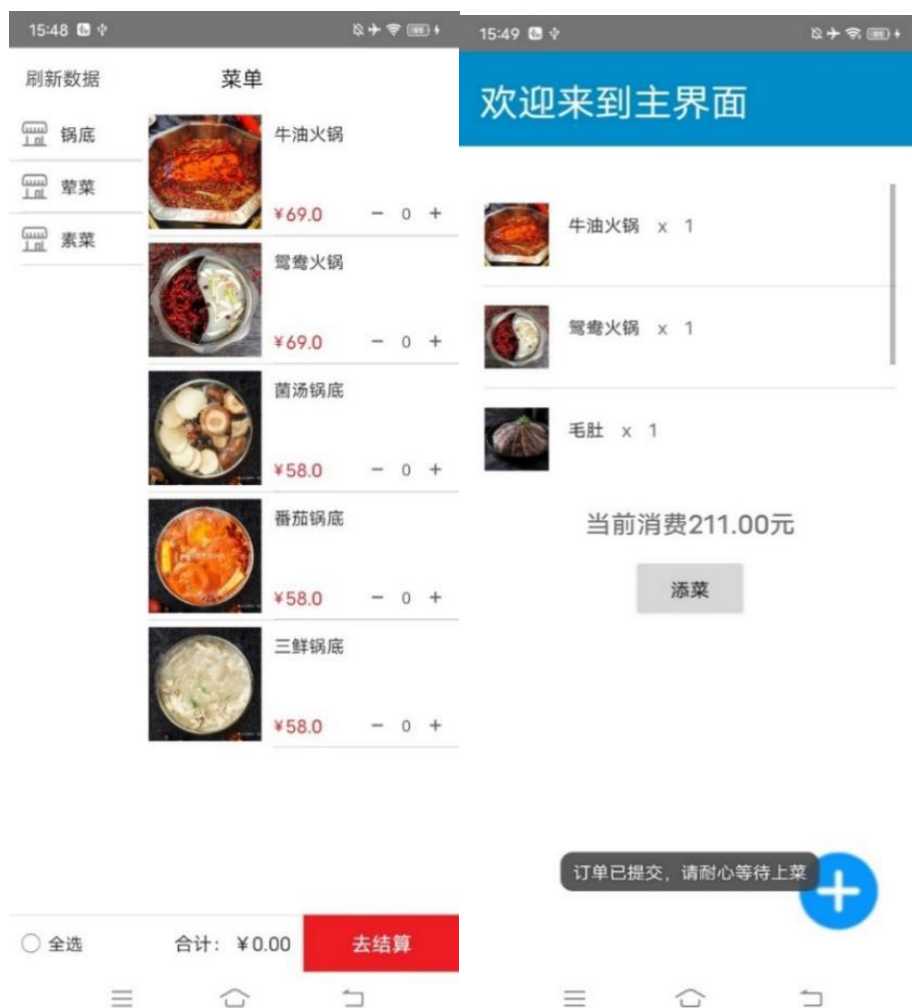 15:48
刷新数据
菜单
锅底
荤菜
素菜
牛油火锅
¥69.0
− 0 +
鸳鸯火锅
¥69.0
− 0 +
菌汤锅底
¥58.0
− 0 +
番茄锅底
¥58.0
− 0 +
三鲜锅底
¥58.0
− 0 +
全选
合计: ¥0.00
去结算
15:49
欢迎来到主界面
牛油火锅 x 1
鸳鸯火锅 x 1
毛肚 x 1
当前消费211.00元
添菜
订单已提交，请耐心等待上菜